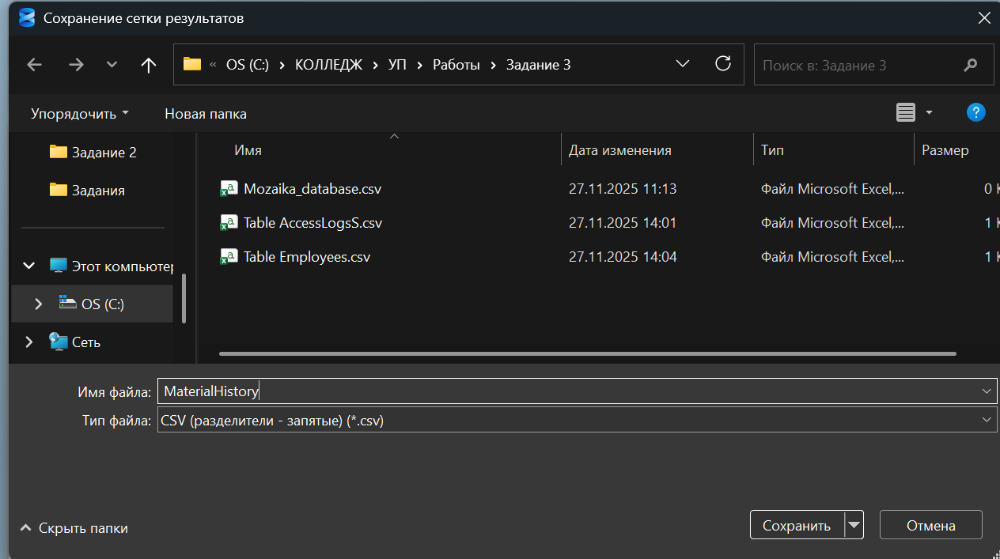 Сохранение сетки результатов
« OS (C:) › КОЛЛЕДЖ › УП › Работы › Задание 3
Поиск в: Задание 3
Упорядочить
Новая папка
?
Задание 2
Задания
Этот компьютер
OS (C:)
Сеть
Имя Дата изменения Тип Размер
Mozaika_database.csv 27.11.2025 11:13 Файл Microsoft Excel,... 0 К
Table AccessLogsS.csv 27.11.2025 14:01 Файл Microsoft Excel,... 1 К
Table Employees.csv 27.11.2025 14:04 Файл Microsoft Excel,... 1 К
Имя файла: MaterialHistory
Тип файла: CSV (разделители - запятые) (*.csv)
Скрыть папки
Сохранить
Отмена